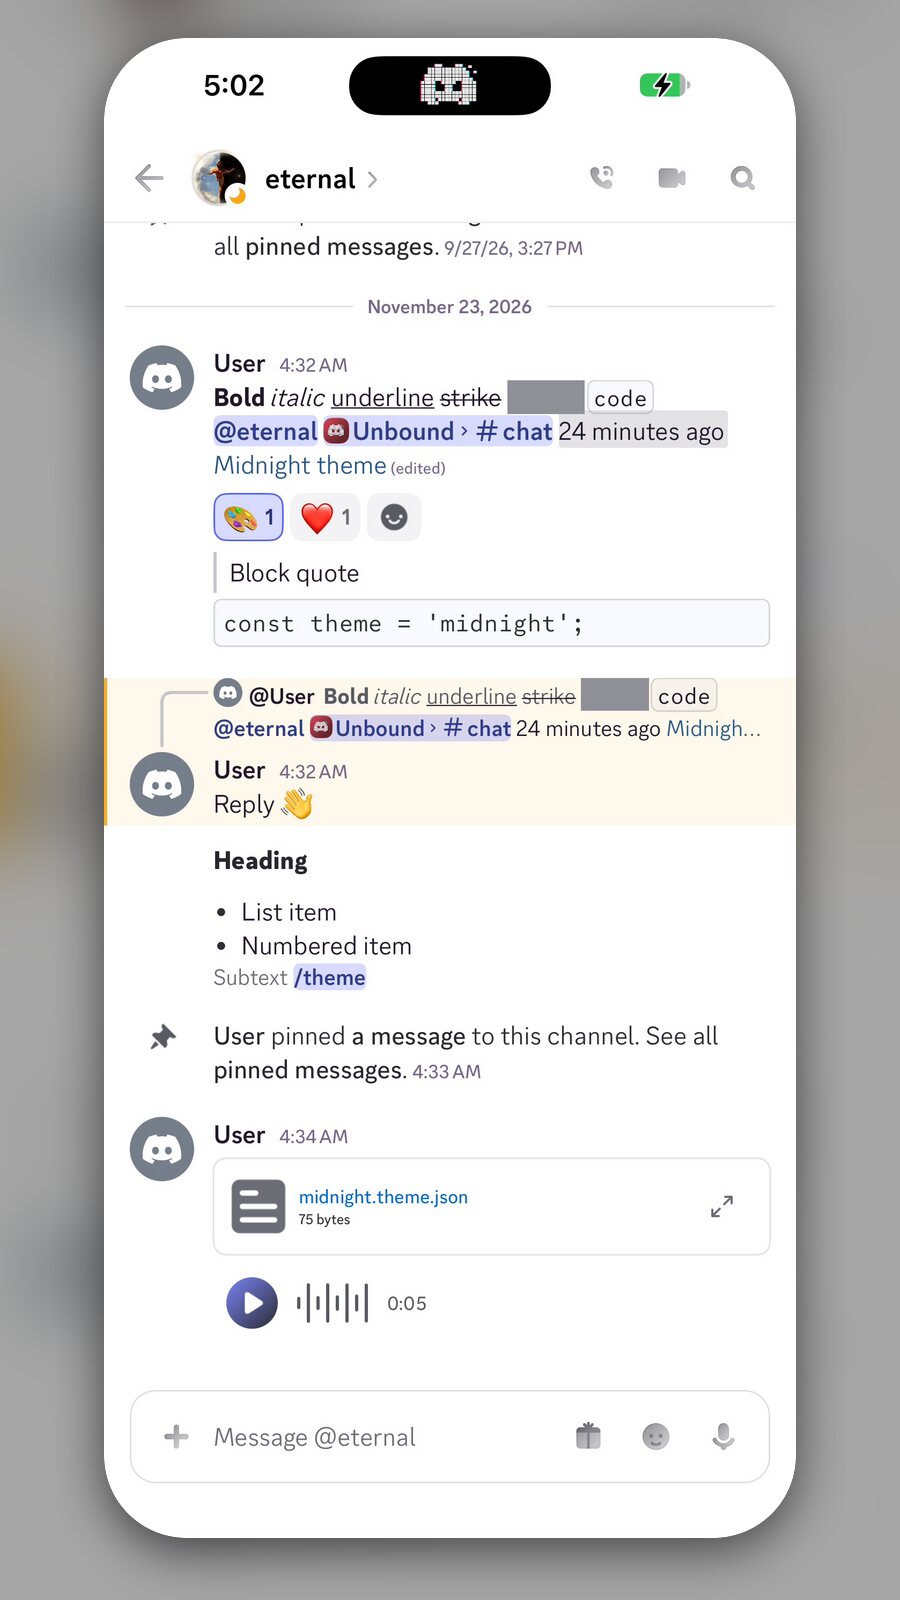 5:02
eternal
all pinned messages. 9/27/26, 3:27 PM
November 23, 2026
User 4:32 AM
Bold italic underline strike code
@eternal Unbound › # chat 24 minutes ago
Midnight theme (edited)
1 1
Block quote
const theme = 'midnight';
@User Bold italic underline strike code
@eternal Unbound › # chat 24 minutes ago Midnigh...
User 4:32 AM
Reply 👋
Heading
• List item
• Numbered item
Subtext /theme
User pinned a message to this channel. See all
pinned messages. 4:33 AM
User 4:34 AM
midnight.theme.json
75 bytes
0:05
Message @eternal